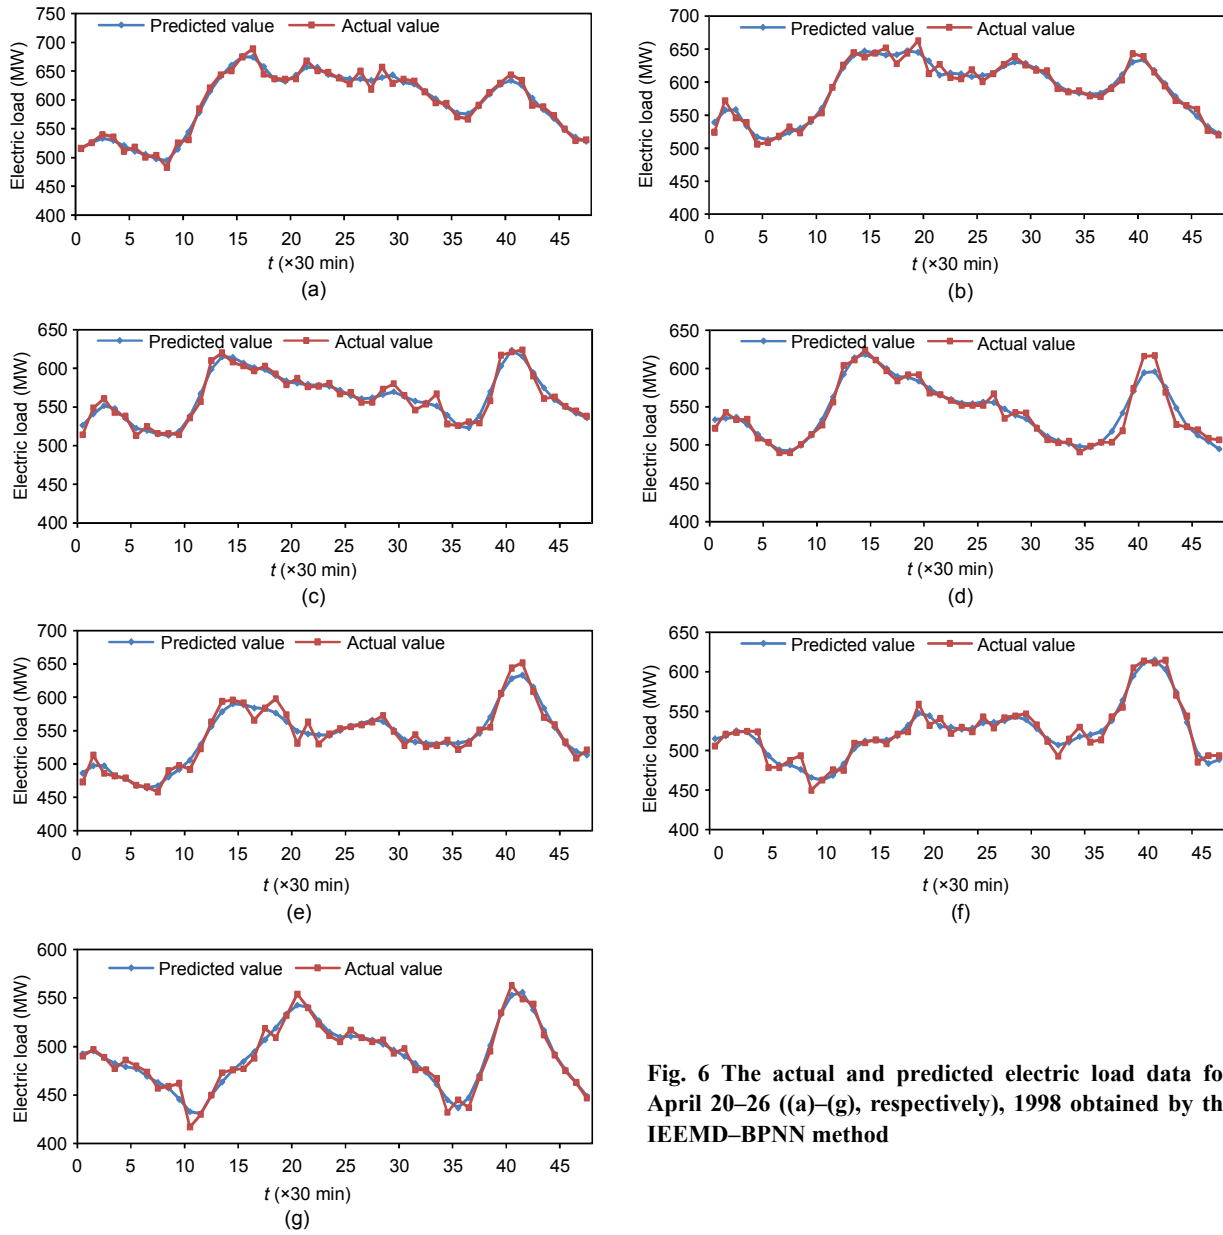 750
700
650
600
550
500
450
400
Electric load (MW)
Predicted value
Actual value
0 5 10 15 20 25 30 35 40 45
t (×30 min)
(a)
700
650
600
550
500
450
400
Electric load (MW)
Predicted value
Actual value
0 5 10 15 20 25 30 35 40 45
t (×30 min)
(b)
650
600
550
500
450
400
Electric load (MW)
Predicted value
Actual value
0 5 10 15 20 25 30 35 40 45
t (×30 min)
(c)
650
600
550
500
450
400
Electric load (MW)
Predicted value
Actual value
0 5 10 15 20 25 30 35 40 45
t (×30 min)
(d)
700
650
600
550
500
450
400
Electric load (MW)
Predicted value
Actual value
0 5 10 15 20 25 30 35 40 45
t (×30 min)
(e)
650
600
550
500
450
400
Electric load (MW)
Predicted value
Actual value
0 5 10 15 20 25 30 35 40 45
t (×30 min)
(f)
600
550
500
450
400
Electric load (MW)
Predicted value
Actual value
0 5 10 15 20 25 30 35 40 45
t (×30 min)
(g)
Fig. 6 The actual and predicted electric load data fo
April 20–26 ((a)–(g), respectively), 1998 obtained by th
IEEMD–BPNN method